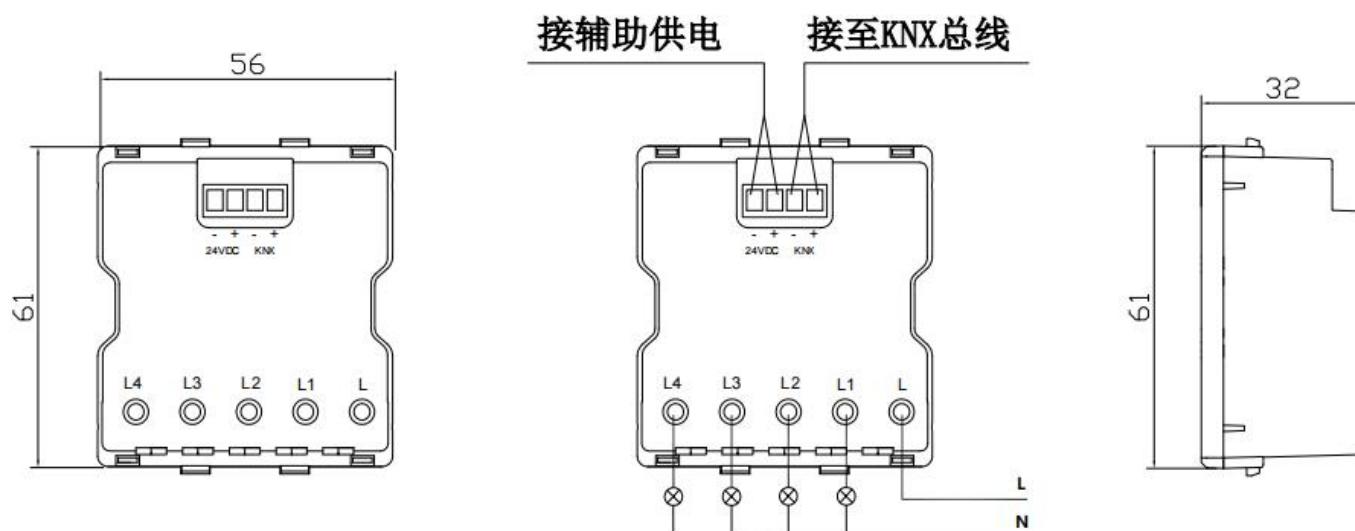 接辅助供电 接至KNX总线
56
32
61
- + - +
24VDC KNX
L4 L3 L2 L1 L
- + - +
24VDC KNX
L4 L3 L2 L1 L
L
N
61